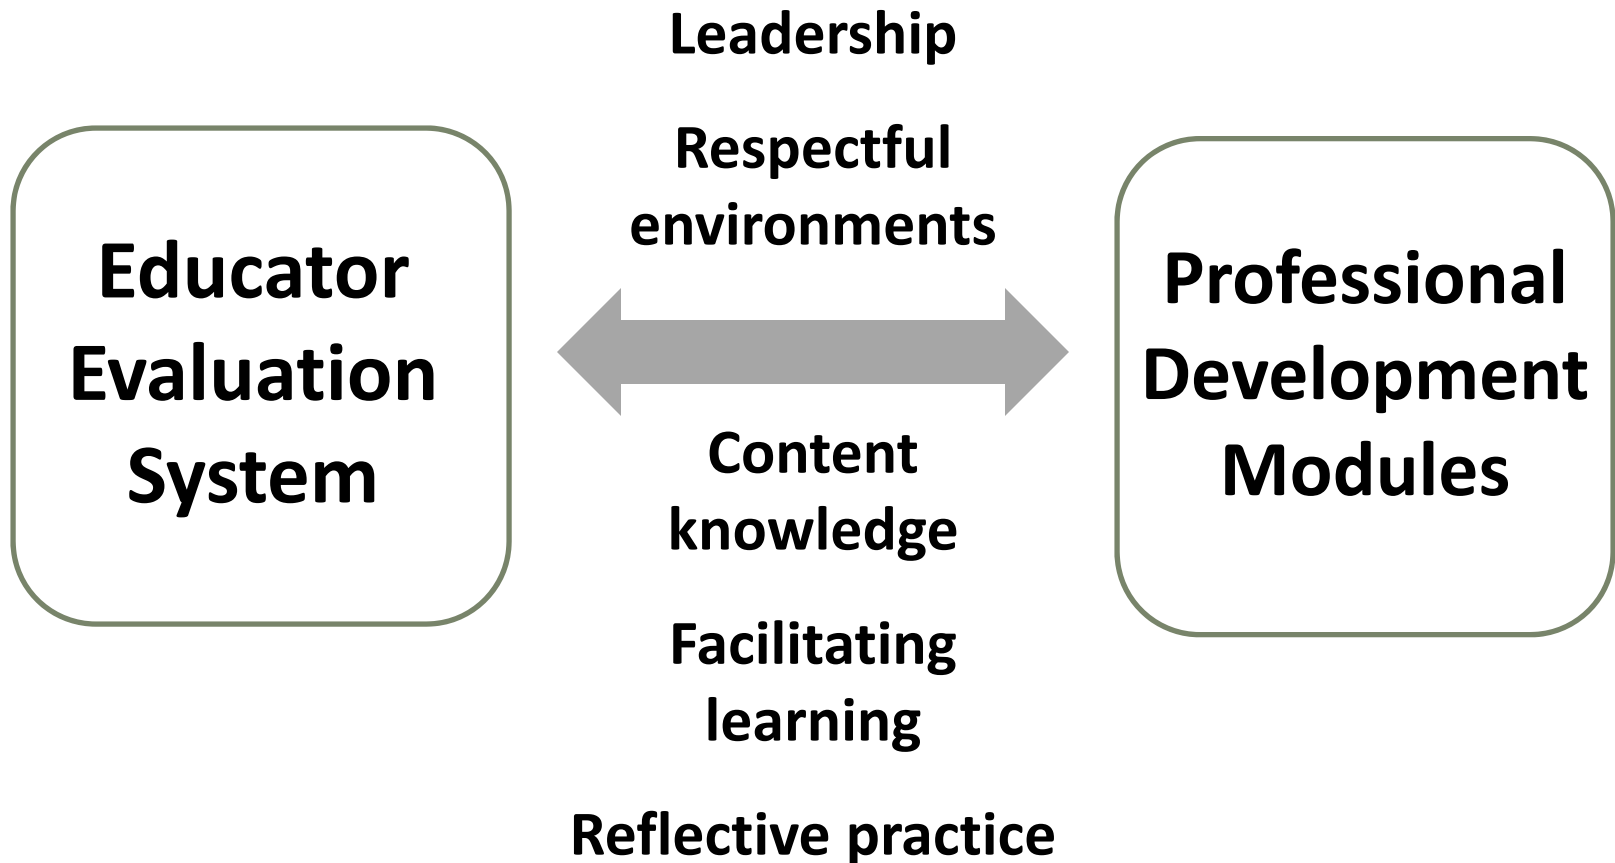 Educator
Evaluation
System
Leadership
Respectful
environments
Content
knowledge
Facilitating
learning
Reflective practice
Professional
Development
Modules